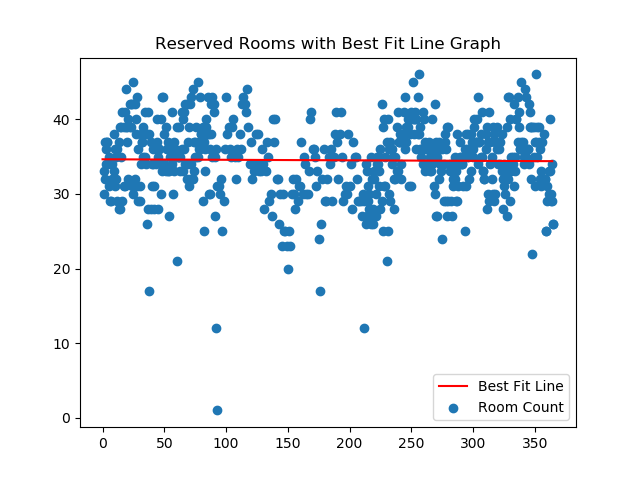 Reserved Rooms with Best Fit Line Graph
40
30
20
10
0
Best Fit Line
Room Count
0 50 100 150 200 250 300 350